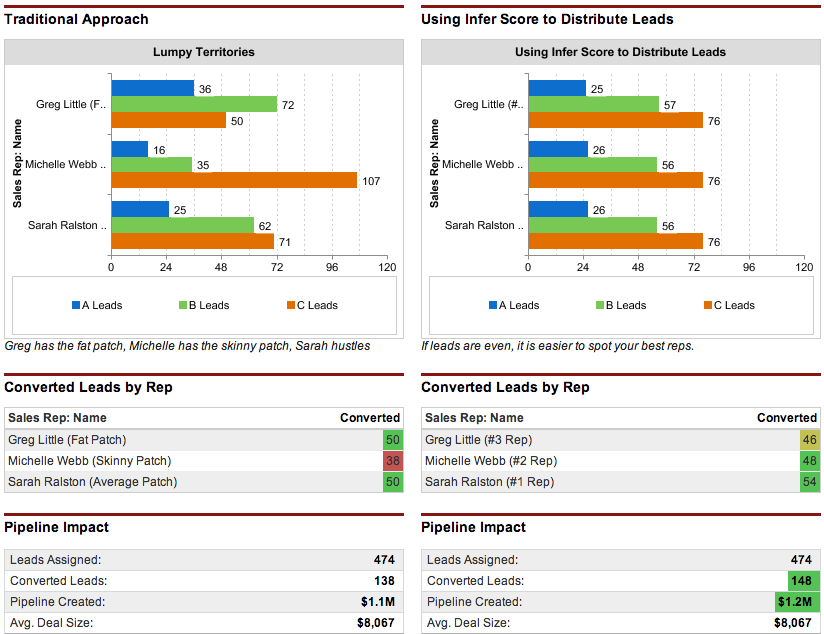 Traditional Approach
Lumpy Territories
Sales Rep: Name
Greg Little (F..
36
72
50
Michelle Webb ..
16
35
107
Sarah Ralston ..
25
62
71
0 24 48 72 96 120
A Leads B Leads C Leads
Greg has the fat patch, Michelle has the skinny patch, Sarah hustles
Converted Leads by Rep
Sales Rep: Name Converted
Greg Little (Fat Patch) 50
Michelle Webb (Skinny Patch) 38
Sarah Ralston (Average Patch) 50
Pipeline Impact
Leads Assigned: 474
Converted Leads: 138
Pipeline Created: $1.1M
Avg. Deal Size: $8,067
Using Infer Score to Distribute Leads
Using Infer Score to Distribute Leads
Sales Rep: Name
Greg Little (#..
25
57
76
Michelle Webb ..
26
56
76
Sarah Ralston ..
26
56
76
0 24 48 72 96 120
A Leads B Leads C Leads
If leads are even, it is easier to spot your best reps.
Converted Leads by Rep
Sales Rep: Name Converted
Greg Little (#3 Rep) 46
Michelle Webb (#2 Rep) 48
Sarah Ralston (#1 Rep) 54
Pipeline Impact
Leads Assigned: 474
Converted Leads: 148
Pipeline Created: $1.2M
Avg. Deal Size: $8,067